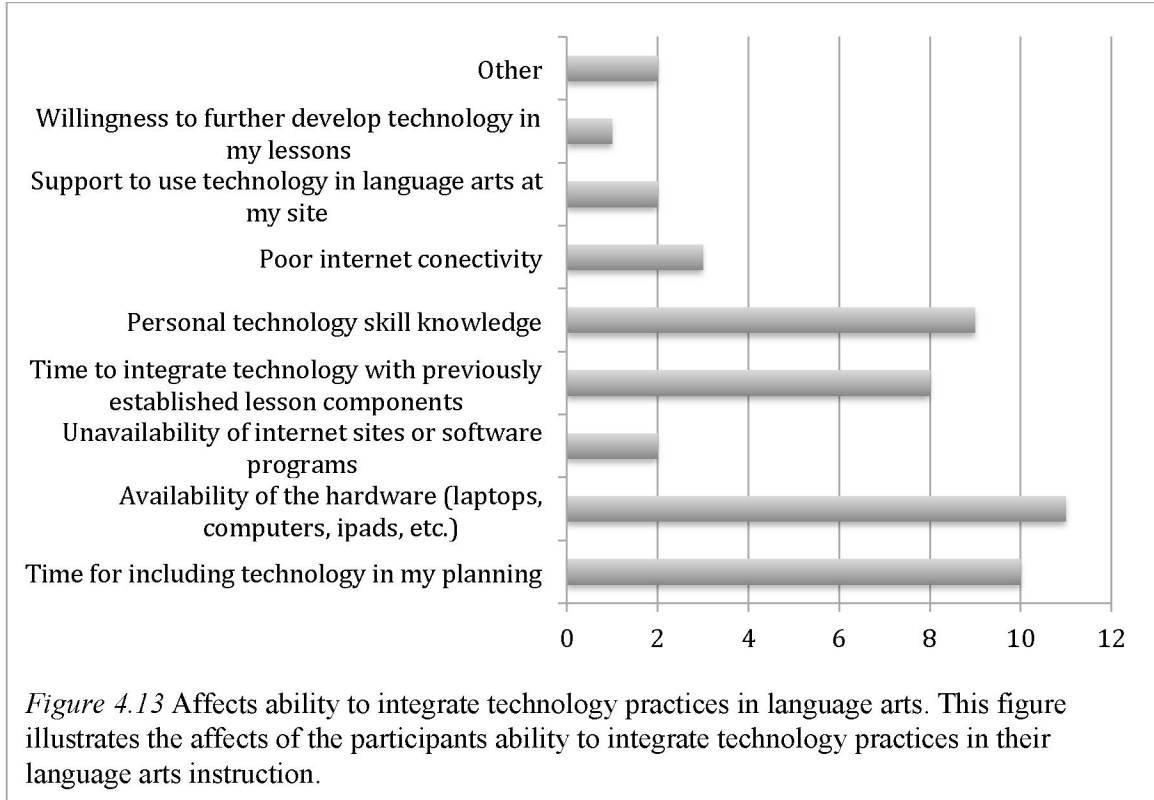 Other
Willingness to further develop technology in
my lessons
Support to use technology in language arts at
my site
Poor internet conectivity
Personal technology skill knowledge
Time to integrate technology with previously
established lesson components
Unavailability of internet sites or software
programs
Availability of the hardware (laptops,
computers, ipads, etc.)
Time for including technology in my planning
0 2 4 6 8 10 12
Figure 4.13 Affects ability to integrate technology practices in language arts. This figure
illustrates the affects of the participants ability to integrate technology practices in their
language arts instruction.